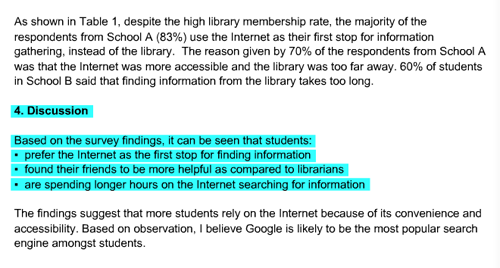 As shown in Table 1, despite the high library membership rate, the majority of the
respondents from School A (83%) use the Internet as their first stop for information
gathering, instead of the library.  The reason given by 70% of the respondents from School A
was that the Internet was more accessible and the library was too far away. 60% of students
in School B said that finding information from the library takes too long.
4. Discussion
Based on the survey findings, it can be seen that students:
• prefer the Internet as the first stop for finding information
• found their friends to be more helpful as compared to librarians
• are spending longer hours on the Internet searching for information
The findings suggest that more students rely on the Internet because of its convenience and
accessibility. Based on observation, I believe Google is likely to be the most popular search
engine amongst students.